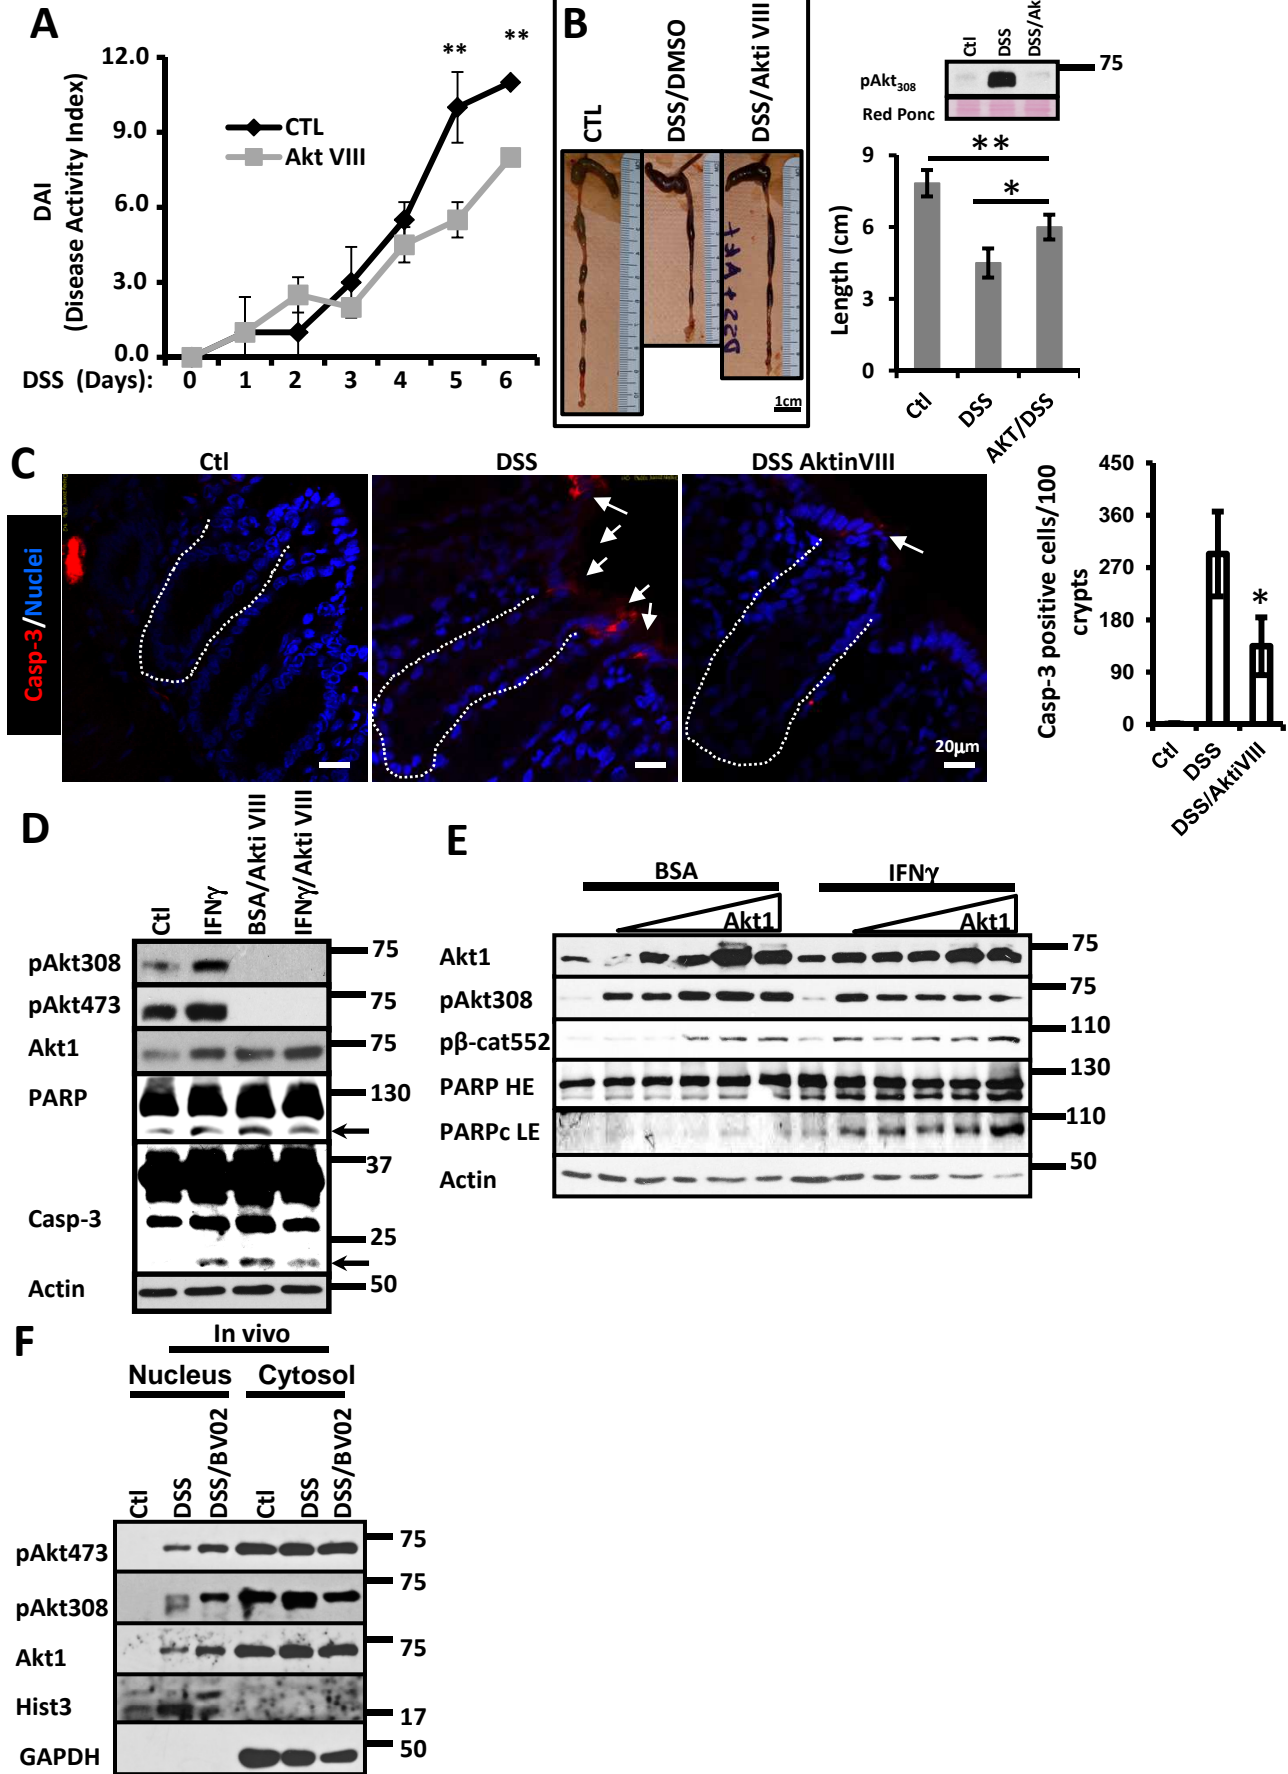 A
12.0
9.0
6.0
3.0
0.0
DAI
(Disease Activity Index)
CTL
Akt VIII
**
**
DSS (Days):
0 1 2 3 4 5 6
B
CTL
DSS/DMSO
DSS/Akti VIII
DSS + AKT
1cm
Ctl
DSS
DSS/Ak
75
pAkt308
Red Ponc
**
*
9
6
3
0
Length (cm)
Ctl
DSS
AKT/DSS
C
Ctl
DSS
DSS AktinVIII
Casp-3/Nuclei
20µm
Casp-3 positive cells/100
crypts
450
360
270
180
90
0
*
Ctl
DSS
DSS/AktiVIII
D
Ctl
IFNγ
BSA/Akti VIII
IFNγ/Akti VIII
pAkt308
75
pAkt473
75
Akt1
75
PARP
130
37
Casp-3
25
Actin
50
E
BSA
IFNγ
Akt1
Akt1
Akt1
75
pAkt308
75
pβ-cat552
110
PARP HE
130
PARPc LE
110
Actin
50
F
In vivo
Nucleus
Cytosol
Ctl
DSS
DSS/BV02
Ctl
DSS
DSS/BV02
pAkt473
75
pAkt308
75
Akt1
75
Hist3
17
GAPDH
50